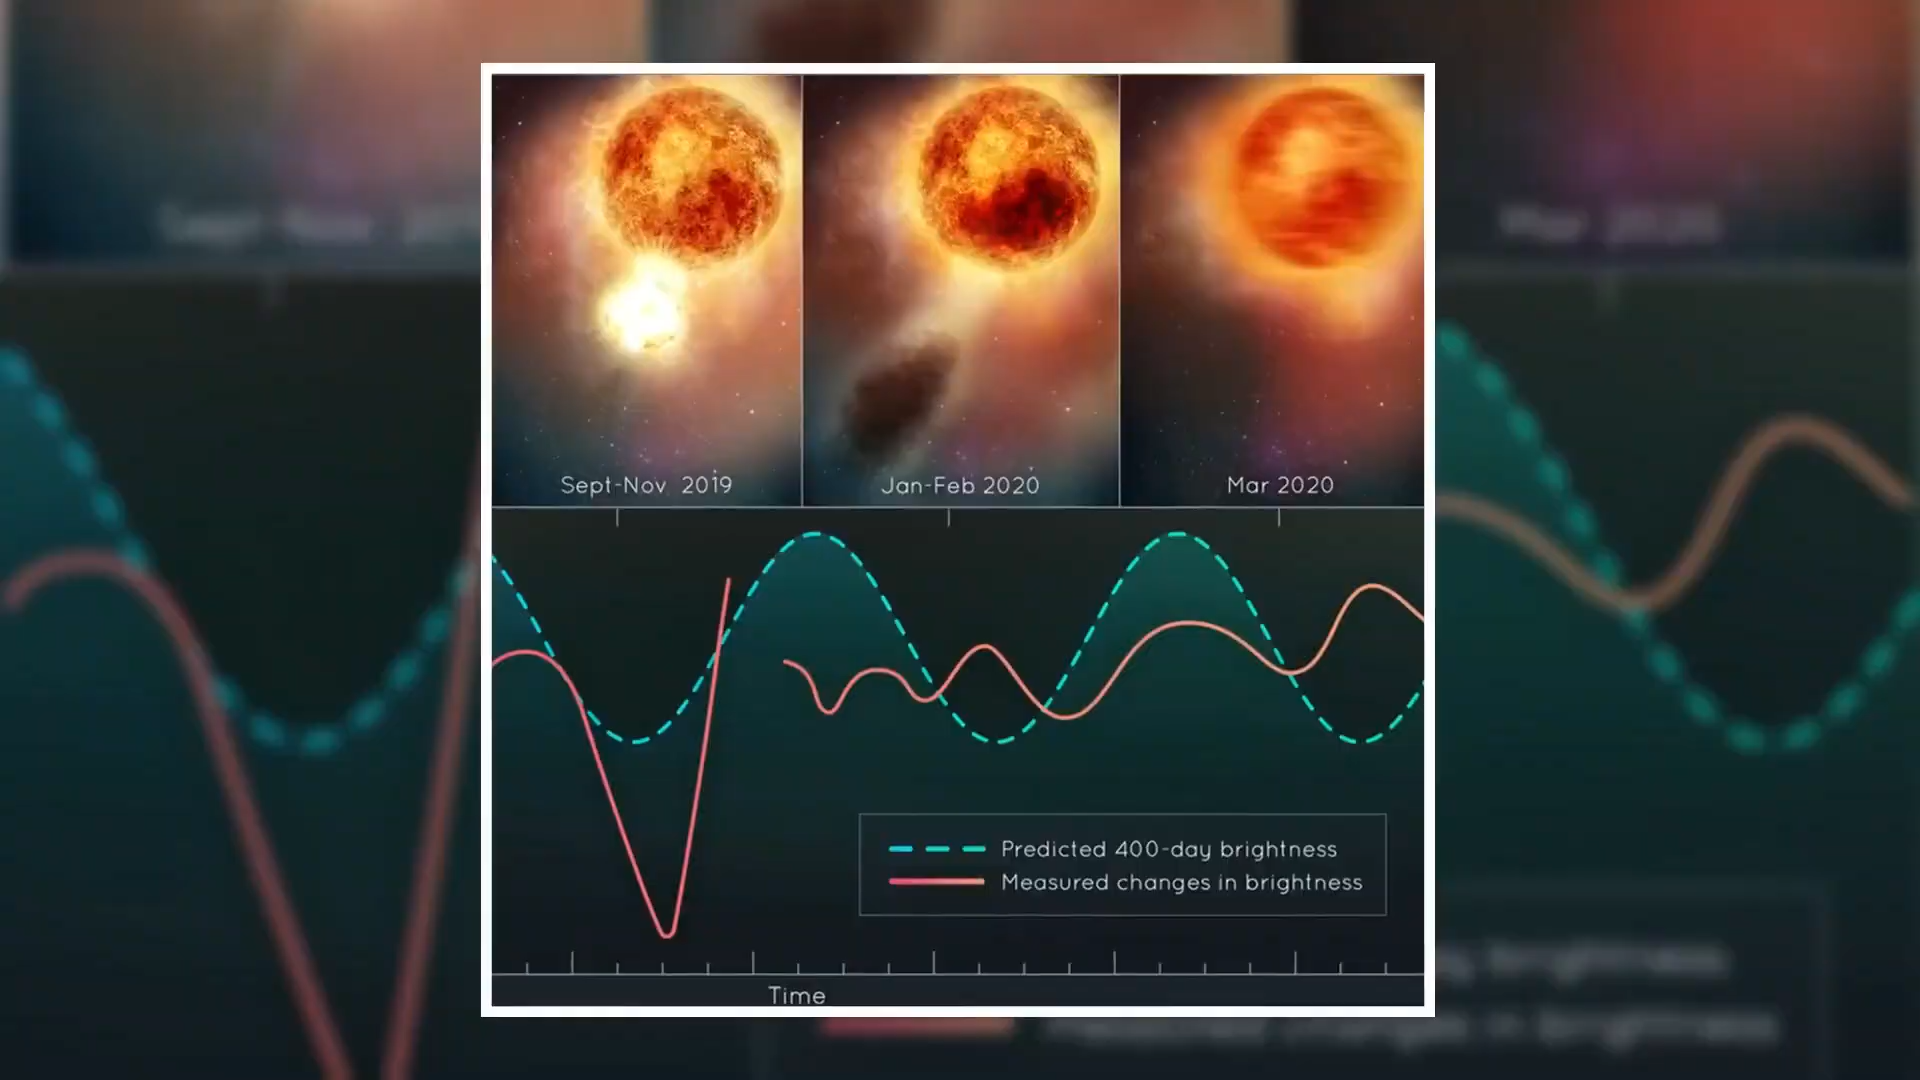 Sept-Nov 2019
Jan-Feb 2020
Mar 2020
Predicted 400-day brightness
Measured changes in brightness
Time